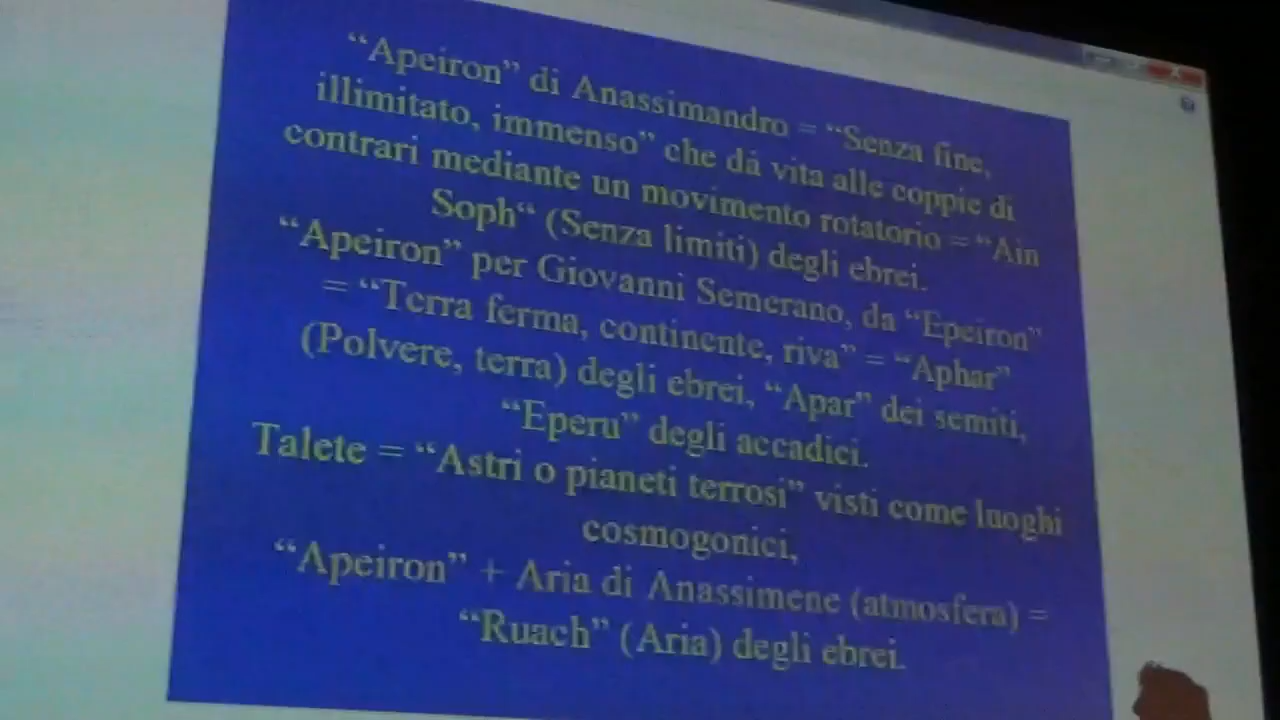 “Apeiron” di Anassimandro = “Senza fine,
illimitato, immenso” che dá vita alle coppie di
contrari mediante un movimento rotatorio = “Ain
Soph“ (Senza limiti) degli ebrei.
“Apeiron” per Giovanni Semerano, da “Epeiron”
= “Terra ferma, continente, riva” = “Aphar”
(Polvere, terra) degli ebrei, “Apar” dei semiti,
“Eperu” degli accadici.
Talete = “Astri o pianeti terrosi” visti come luoghi
cosmogonici,
“Apeiron” + Aria di Anassimene (atmosfera) =
“Ruach” (Aria) degli ebrei.